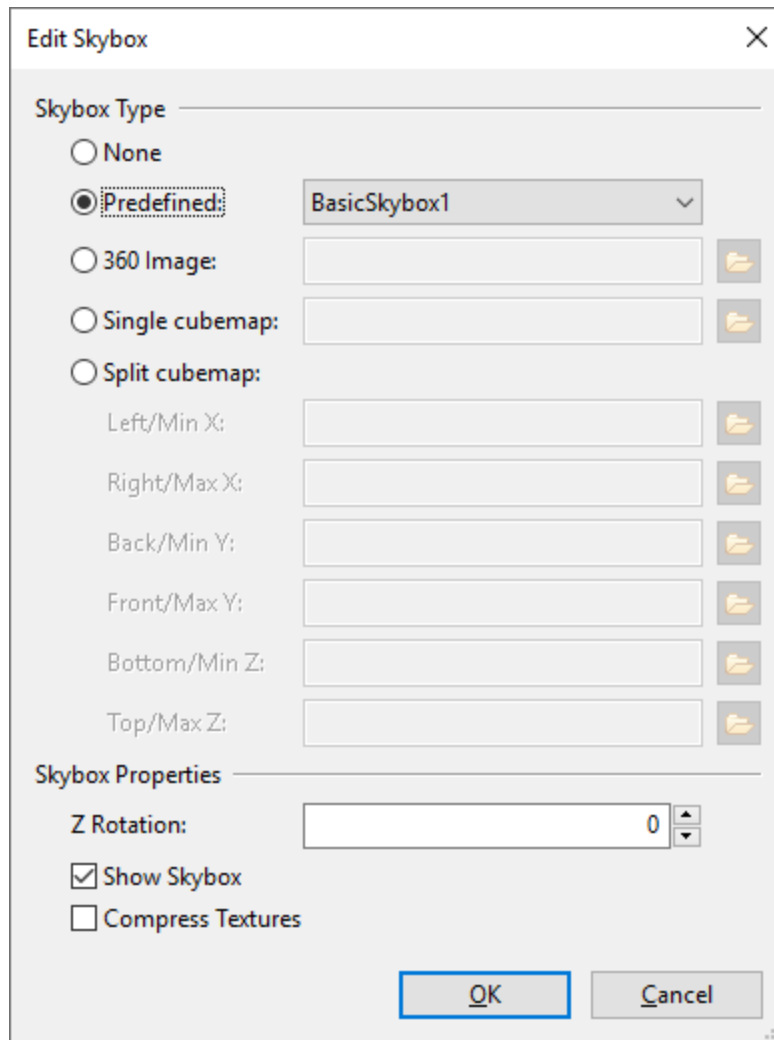 Edit Skybox
Skybox Type
None
Predefined: BasicSkybox1
360 Image:
Single cubemap:
Split cubemap:
Left/Min X:
Right/Max X:
Back/Min Y:
Front/Max Y:
Bottom/Min Z:
Top/Max Z:
Skybox Properties
Z Rotation: 0
Show Skybox
Compress Textures
OK Cancel